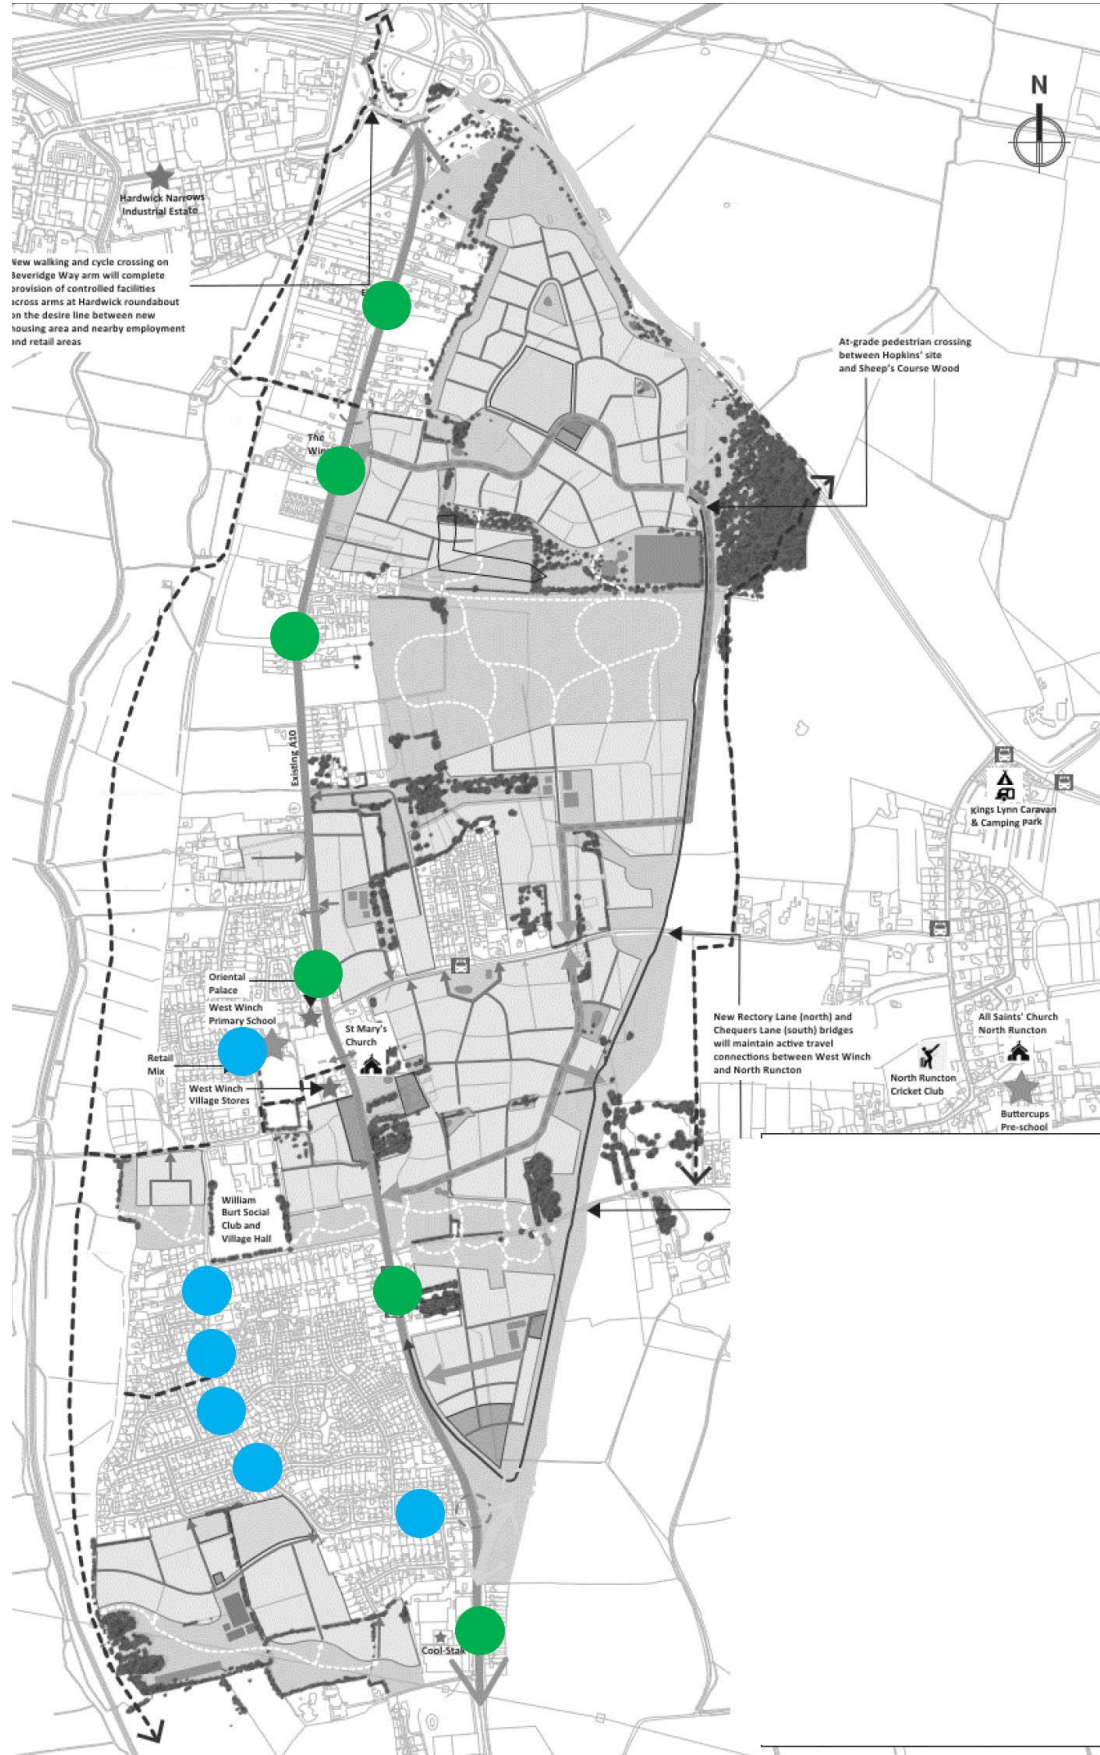 N
Hardwick Narrows
Industrial Estate
New walking and cycle crossing on
Beveridge Way arm will complete
provision of controlled facilities
across arms at Hardwick roundabout
on the desire line between new
housing area and nearby employment
and retail areas
At-grade pedestrian crossing
between Hopkins' site
and Sheep's Course Wood
The
Existing A10
Kings Lynn Caravan
& Camping Park
Oriental
Palace
West Winch
Primary School
St Mary's
Church
Retail
Mix
West Winch
Village Stores
New Rectory Lane (north) and
Chequers Lane (south) bridges
will maintain active travel
connections between West Winch
and North Runcton
All Saints' Church
North Runcton
North Runcton
Cricket Club
Buttercups
Pre-school
William
Burt Social
Club and
Village Hall
Cool-Stak